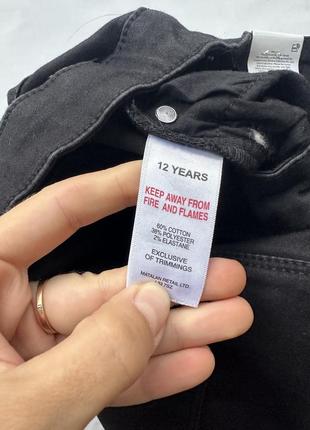 12 YEARS
KEEP AWAY FROM
FIRE AND FLAMES
60% COTTON
38% POLYESTER
2% ELASTANE
EXCLUSIVE
OF TRIMMINGS
MATALAN RETAIL LTD.